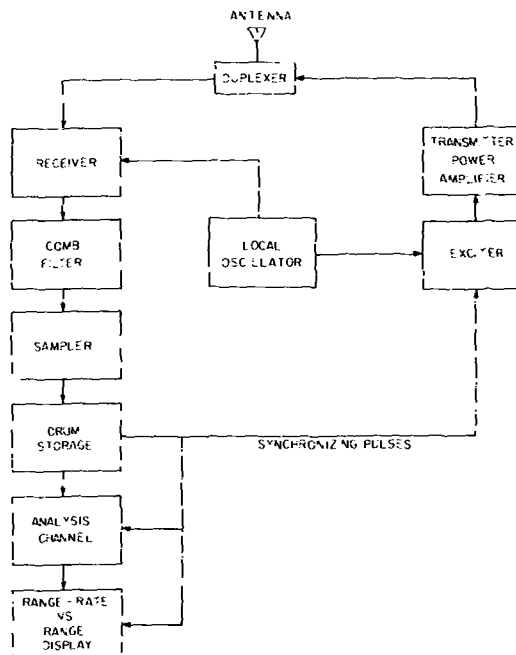 ANTENNA
DUPLEXER
RECEIVER
TRANSMITTER
POWER
AMPLIFIER
COMB
FILTER
LOCAL
OSCILLATOR
EXCITER
SAMPLER
DRUM
STORAGE
SYNCHRONIZING PULSES
ANALYSIS
CHANNEL
RANGE - RATE
VS
RANGE
DISPLAY